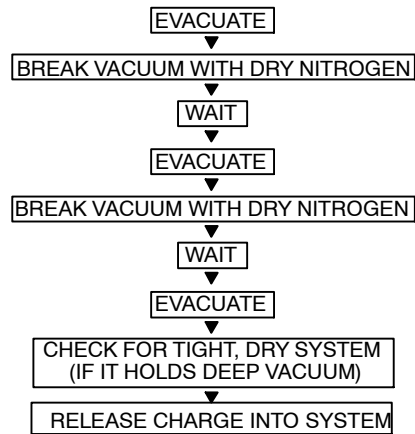 EVACUATE
BREAK VACUUM WITH DRY NITROGEN
WAIT
EVACUATE
BREAK VACUUM WITH DRY NITROGEN
WAIT
EVACUATE
CHECK FOR TIGHT, DRY SYSTEM
(IF IT HOLDS DEEP VACUUM)
RELEASE CHARGE INTO SYSTEM